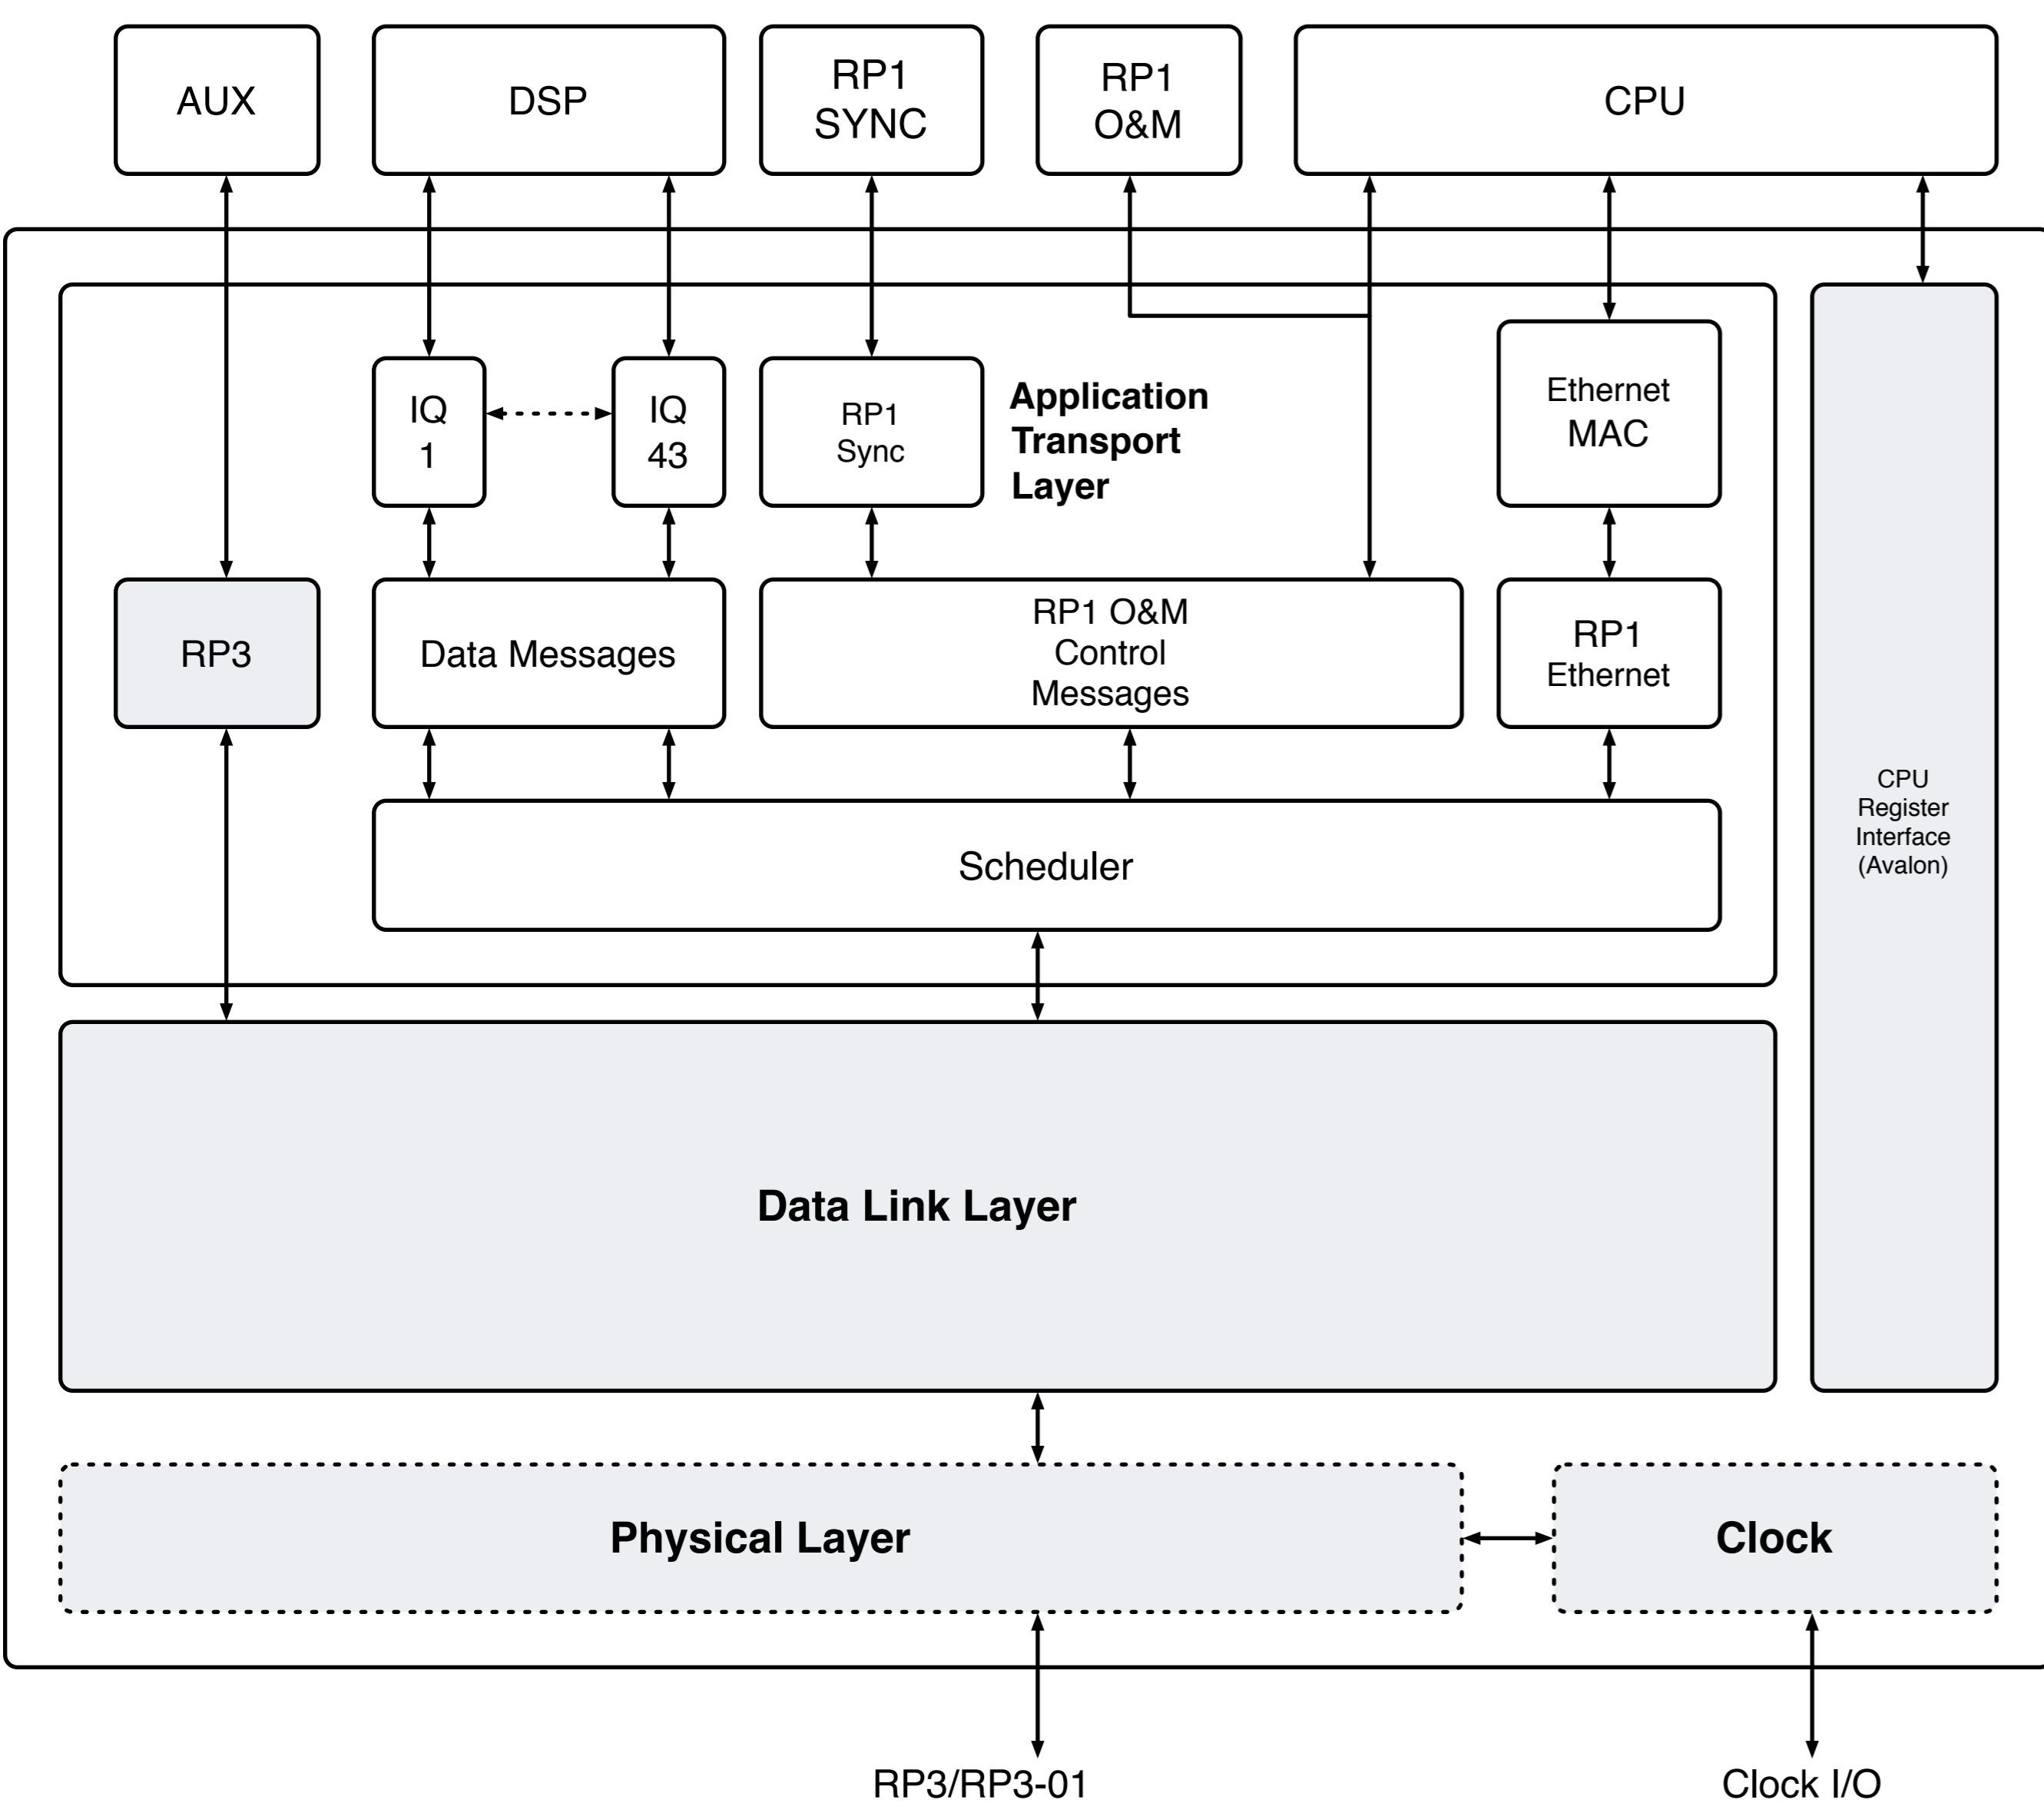 AUX
DSP
RP1
SYNC
RP1
O&M
CPU
IQ
1
IQ
43
RP1
Sync
Application
Transport
Layer
Ethernet
MAC
RP3
Data Messages
RP1 O&M
Control
Messages
RP1
Ethernet
CPU
Register
Interface
(Avalon)
Scheduler
Data Link Layer
Physical Layer
Clock
RP3/RP3-01
Clock I/O